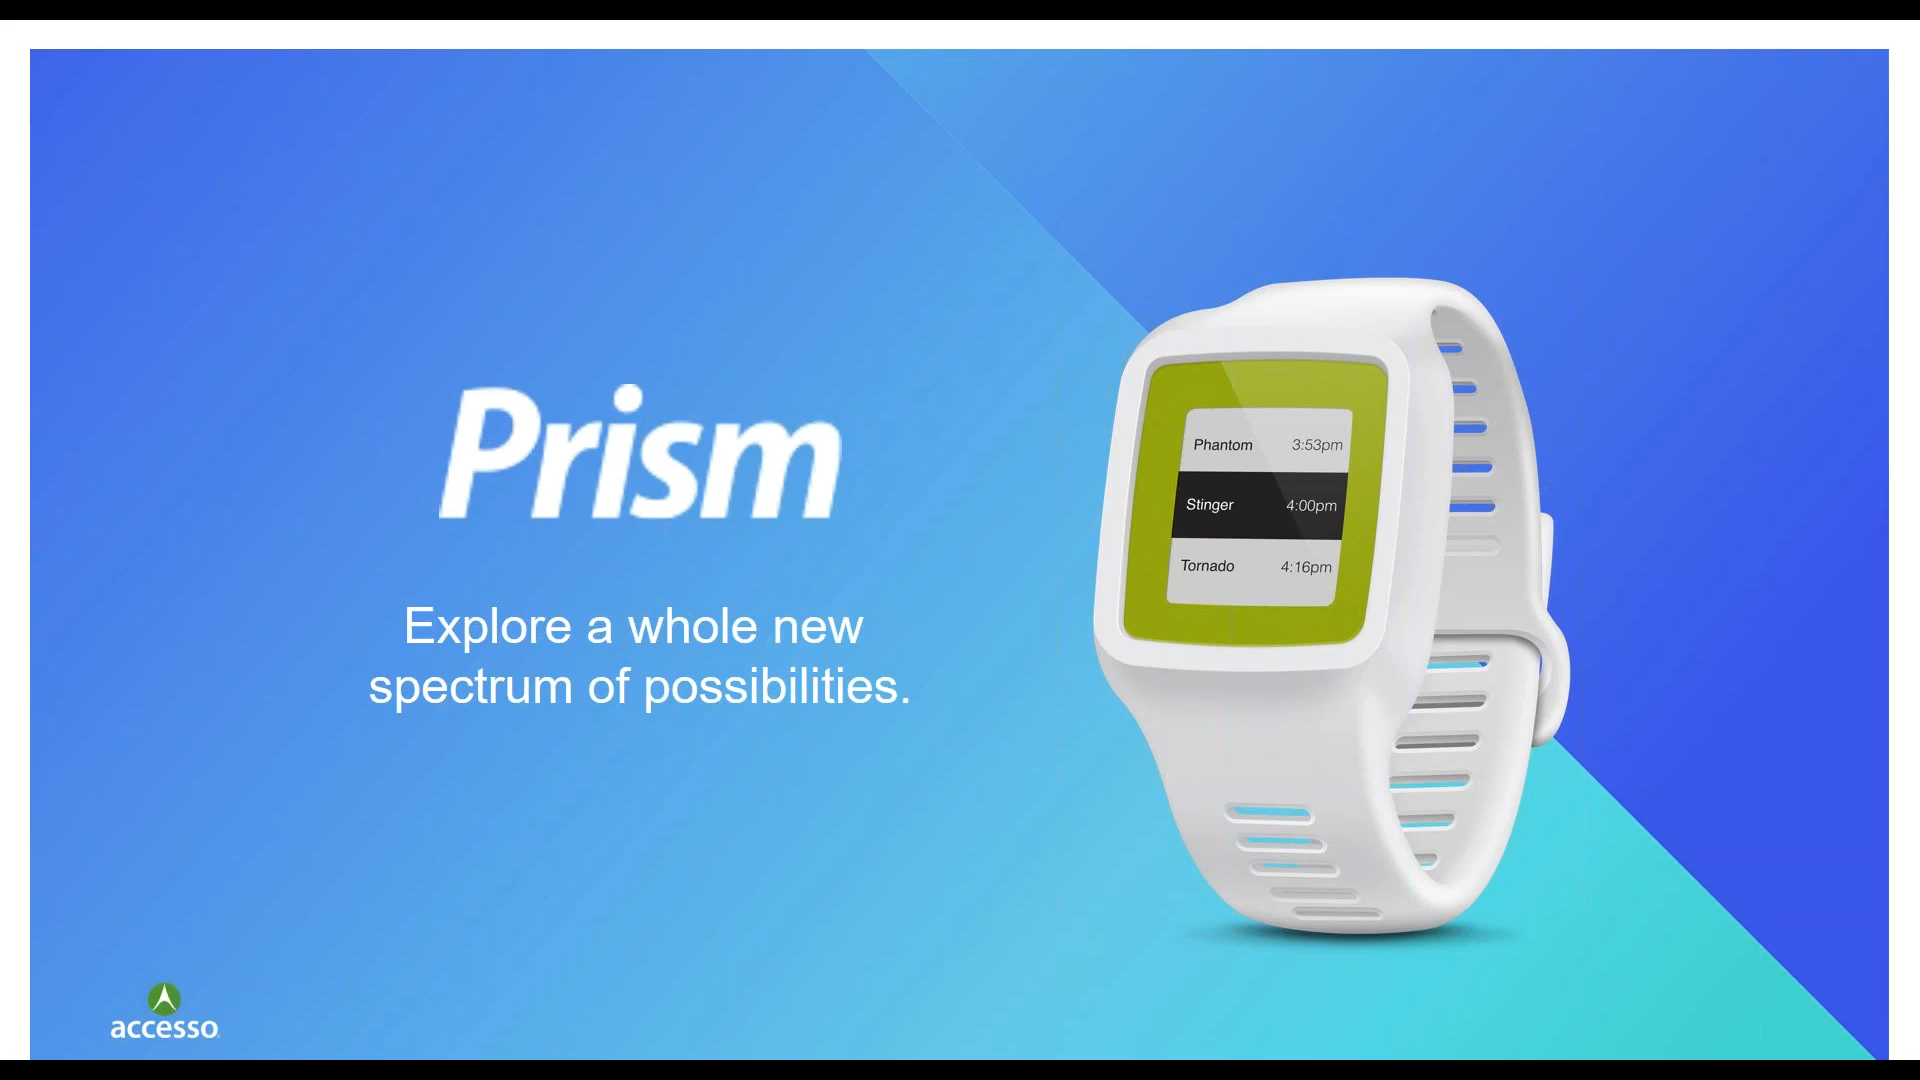 Prism
Explore a whole new
spectrum of possibilities.
Phantom 3:53pm
Stinger 4:00pm
Tornado 4:16pm
accesso